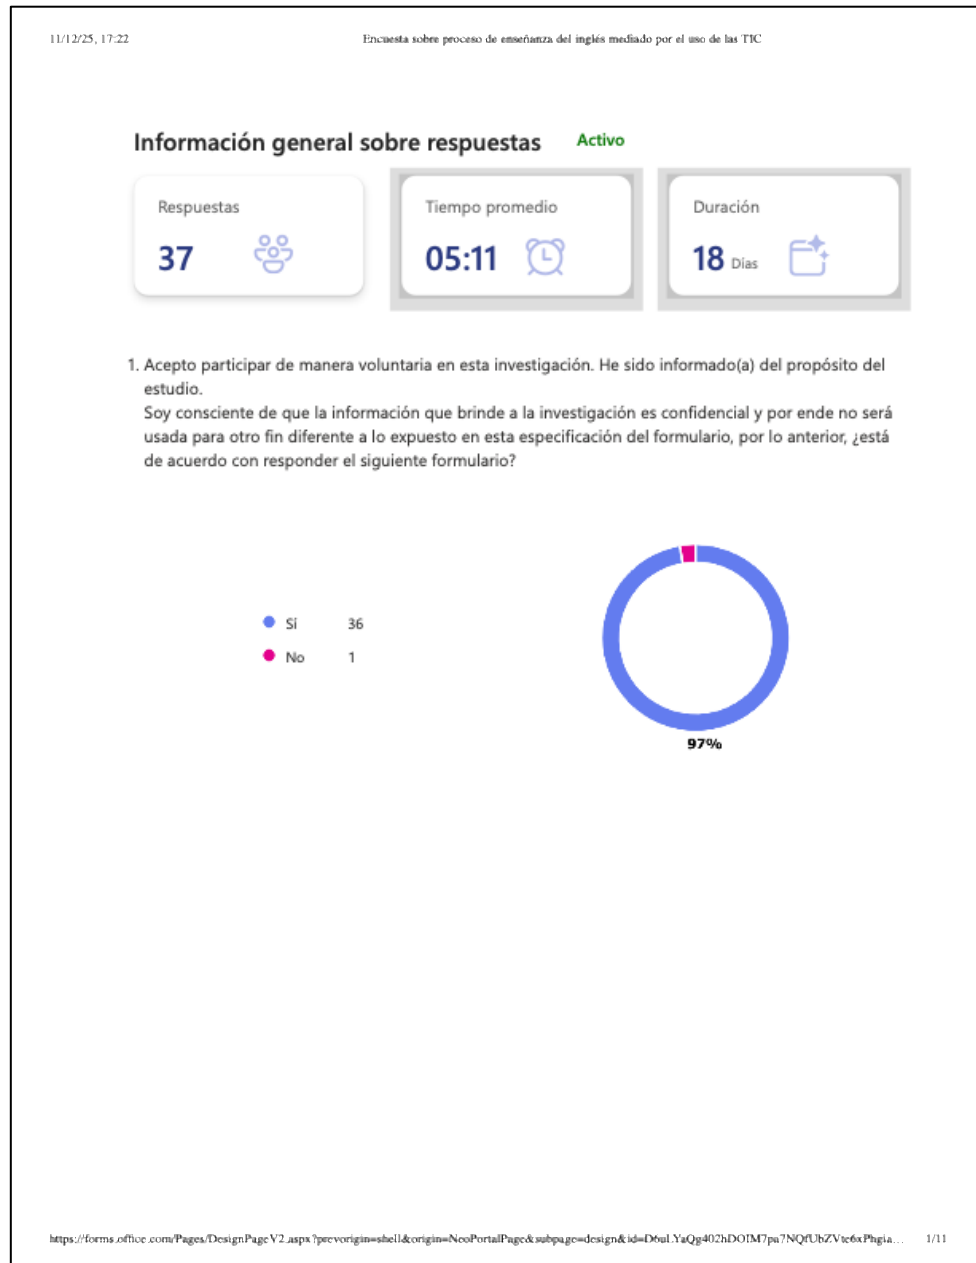 11/12/25, 17:22 Encuesta sobre proceso de enseñanza del inglés mediado por el uso de las TIC
Información general sobre respuestas Activo
Respuestas Tiempo promedio Duración
37 05:11 18 Días
1. Acepto participar de manera voluntaria en esta investigación. He sido informado(a) del propósito del
estudio.
Soy consciente de que la información que brinde a la investigación es confidencial y por ende no será
usada para otro fin diferente a lo expuesto en esta especificación del formulario, por lo anterior, ¿está
de acuerdo con responder el siguiente formulario?
Sí 36
No 1
97%
1/11